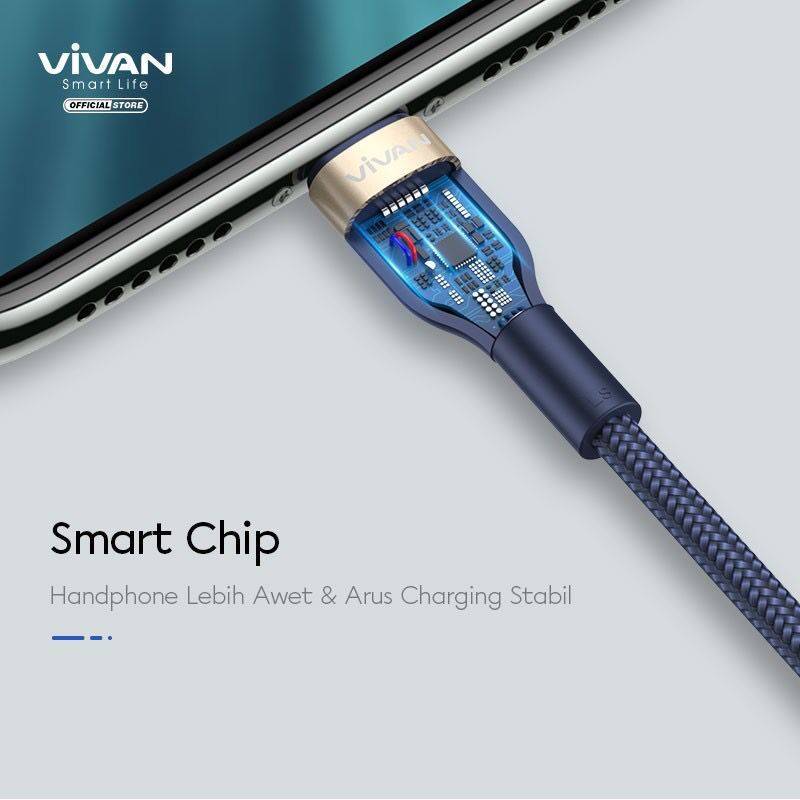 ViVAN
Smart Life
OFFICIAL STORE
ViVAN
Smart Chip
Handphone Lebih Awet & Arus Charging Stabil